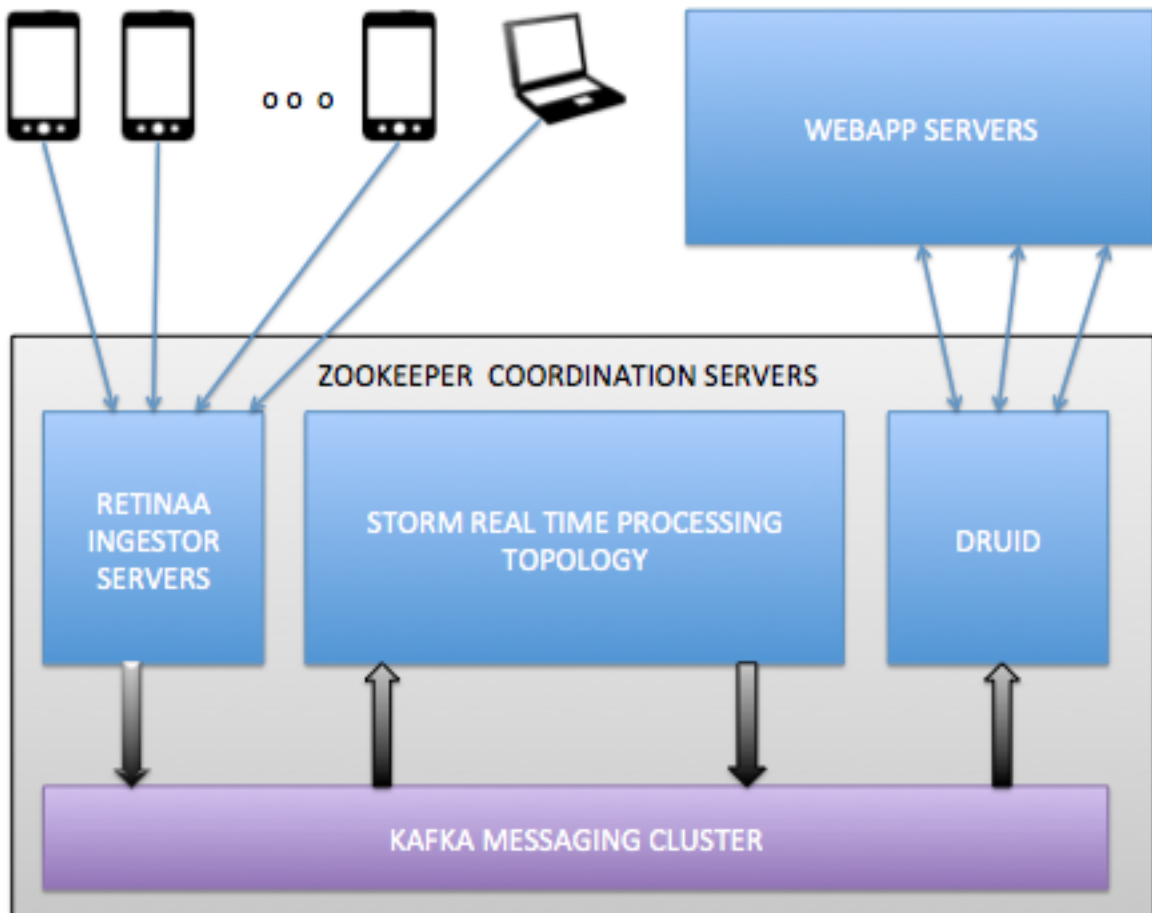 o o o
WEBAPP SERVERS
ZOOKEEPER COORDINATION SERVERS
RETINAA
INGESTOR
SERVERS
STORM REAL TIME PROCESSING
TOPOLOGY
DRUID
KAFKA MESSAGING CLUSTER